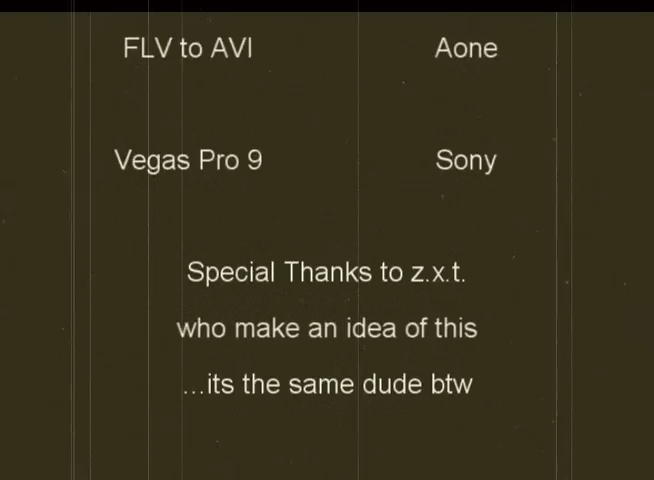 FLV to AVI Aone
Vegas Pro 9 Sony
Special Thanks to z.x.t.
who make an idea of this
...its the same dude btw